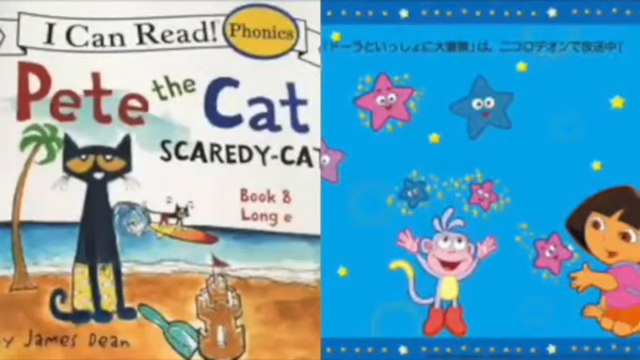 I Can Read!
Phonics
Pete the Cat
SCAREDY-CAT
Book 8
Long e
by James Dean
「ドーラといっしょに大冒険」は、ニコロデオンで放送中!